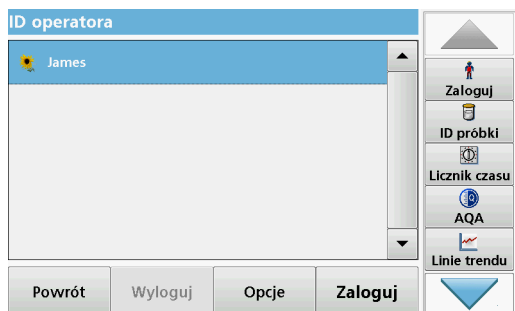 ID operatora
James
Zaloguj
ID próbki
Licznik czasu
AQA
Linie trendu
Powrót
Wyloguj
Opcje
Zaloguj